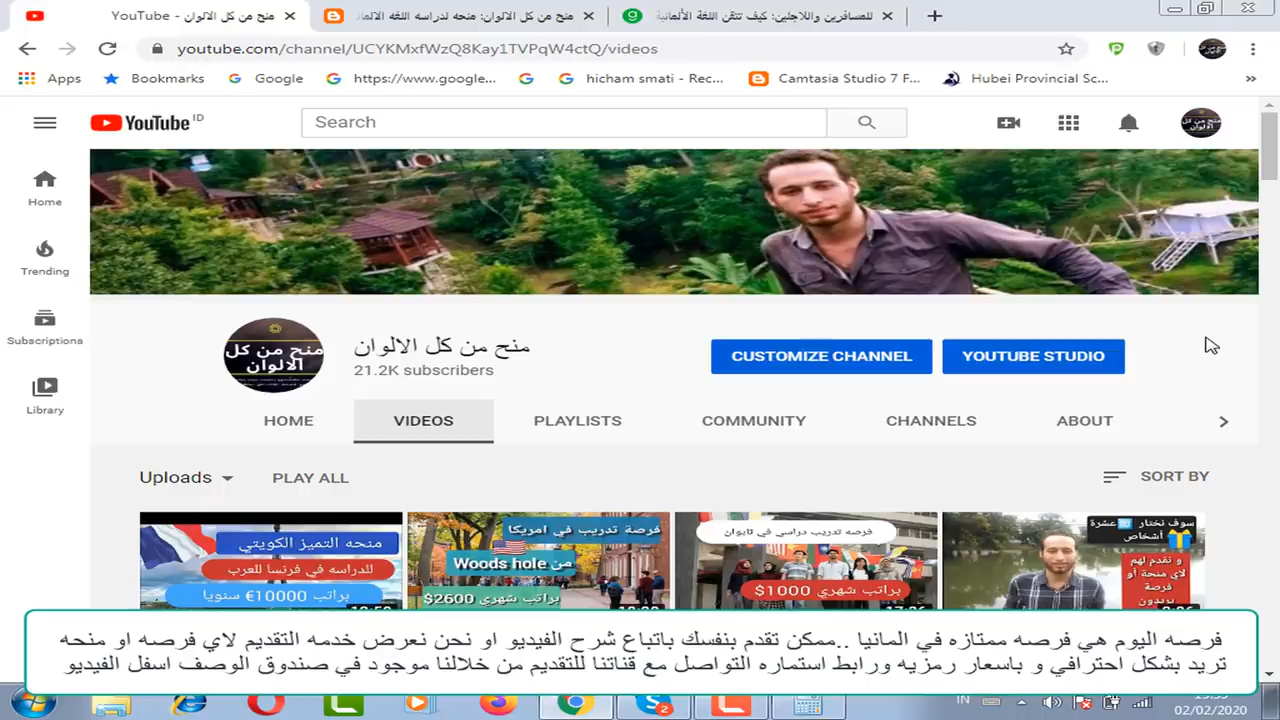 YouTube - منح من كل الالوان
منح من كل الالوان: منحه لدراسه اللغه الالمان
للمسافرين واللاجئين: كيف تتقن اللغة الألمانية
youtube.com/channel/UCYKMxfWzQ8Kay1TVPqW4ctQ/videos
Apps
Bookmarks
Google
https://www.google...
hicham smati - Rec...
Camtasia Studio 7 F...
Hubei Provincial Sc...
YouTube ID
Search
Home
Trending
Subscriptions
Library
منح من كل
الالوان
منح من كل الالوان
21.2K subscribers
CUSTOMIZE CHANNEL
YOUTUBE STUDIO
HOME
VIDEOS
PLAYLISTS
COMMUNITY
CHANNELS
ABOUT
Uploads
PLAY ALL
SORT BY
منحه التميز الكويتي
للدراسه في فرنسا للعرب
براتب 10000€ سنويا
فرصة تدريب في امريكا
من Woods hole
براتب شهري 2600$
فرصه تدريب دراسي في تايوان
براتب شهري 1000$
سوف نختار 10 عشرة
أشخاص
و نقدم لهم
لاي منحة أو
فرصة
يريدون
فرصه اليوم هي فرصه ممتازه في المانيا ..ممكن تقدم بنفسك باتباع شرح الفيديو او نحن نعرض خدمه التقديم لاي فرصه او منحه
تريد بشكل احترافي و باسعار رمزيه ورابط استماره التواصل مع قناتنا للتقديم من خلالنا موجود في صندوق الوصف اسفل الفيديو
IN
02/02/2020